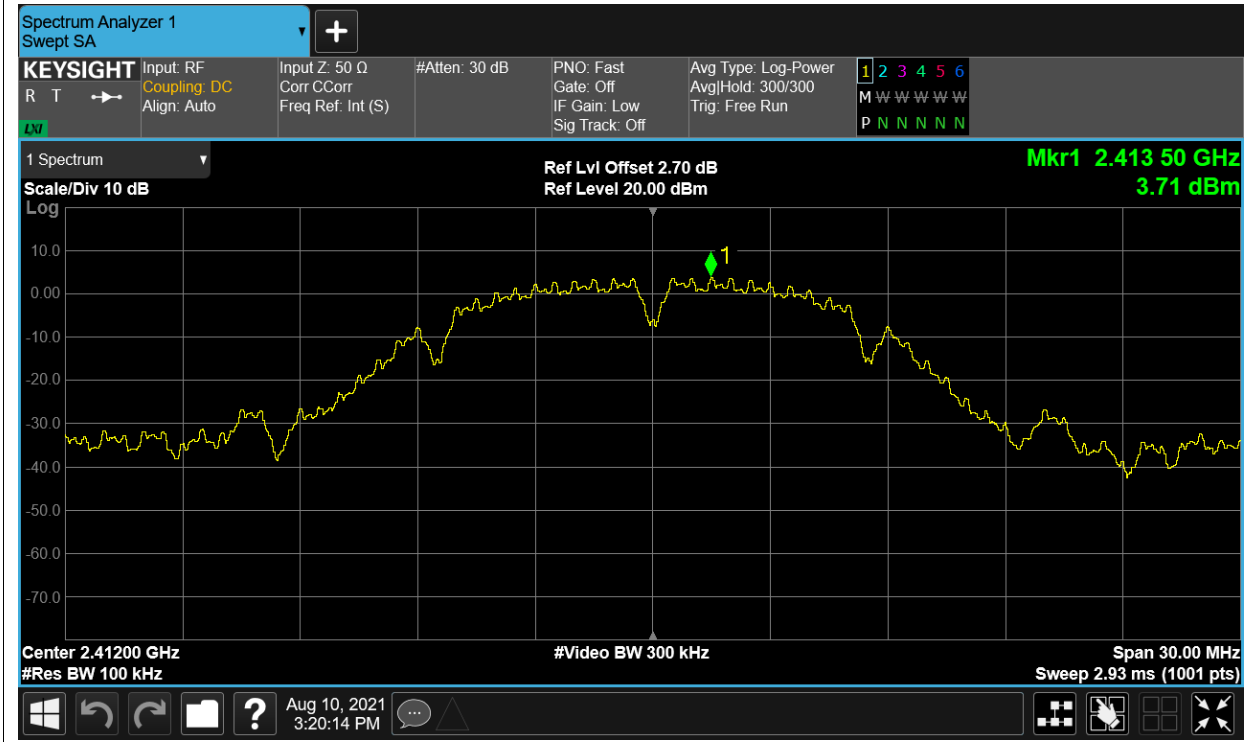 Spectrum Analyzer 1
Swept SA
KEYSIGHT
R T
LXI
Input: RF
Coupling: DC
Align: Auto
Input Z: 50 Ω
Corr CCorr
Freq Ref: Int (S)
#Atten: 30 dB
PNO: Fast
Gate: Off
IF Gain: Low
Sig Track: Off
Avg Type: Log-Power
Avg|Hold: 300/300
Trig: Free Run
1 2 3 4 5 6
M W W W W W
P N N N N N
1 Spectrum
Scale/Div 10 dB
Log
Ref Lvl Offset 2.70 dB
Ref Level 20.00 dBm
Mkr1 2.413 50 GHz
3.71 dBm
1
10.0
0.00
-10.0
-20.0
-30.0
-40.0
-50.0
-60.0
-70.0
Center 2.41200 GHz
#Res BW 100 kHz
#Video BW 300 kHz
Span 30.00 MHz
Sweep 2.93 ms (1001 pts)
?
Aug 10, 2021
3:20:14 PM